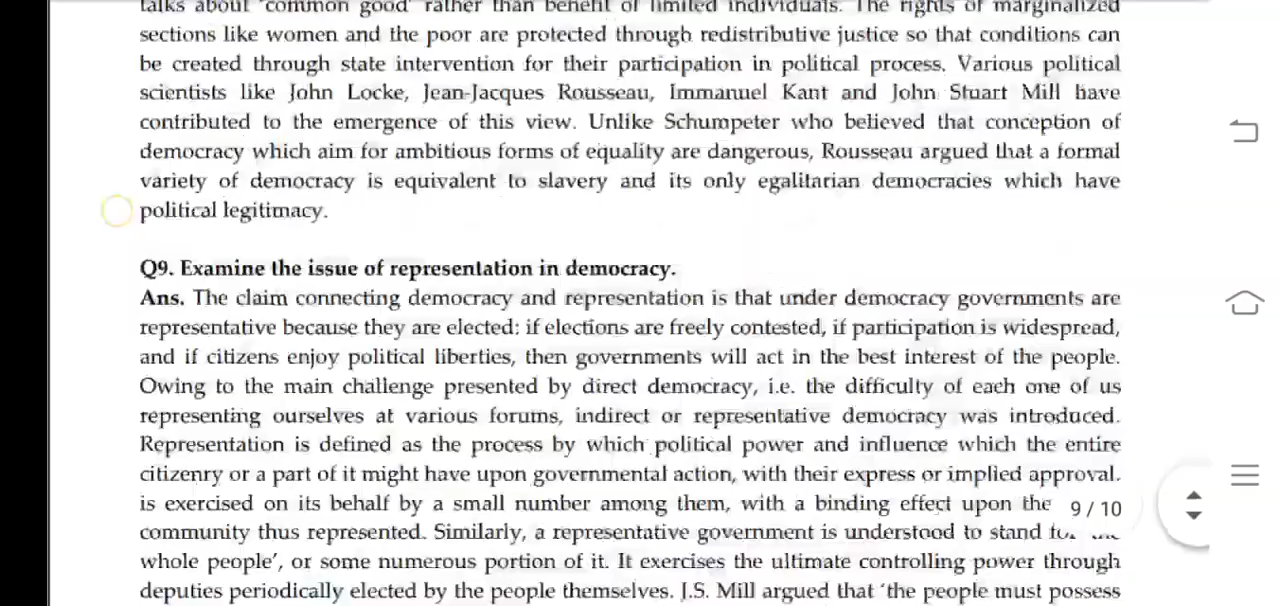 talks about 'common good' rather than benefit of limited individuals. The rights of marginalized
sections like women and the poor are protected through redistributive justice so that conditions can
be created through state intervention for their participation in political process. Various political
scientists like John Locke, Jean-Jacques Rousseau, Immanuel Kant and John Stuart Mill have
contributed to the emergence of this view. Unlike Schumpeter who believed that conception of
democracy which aim for ambitious forms of equality are dangerous, Rousseau argued that a formal
variety of democracy is equivalent to slavery and its only egalitarian democracies which have
political legitimacy.
Q9. Examine the issue of representation in democracy.
Ans. The claim connecting democracy and representation is that under democracy governments are
representative because they are elected: if elections are freely contested, if participation is widespread,
and if citizens enjoy political liberties, then governments will act in the best interest of the people.
Owing to the main challenge presented by direct democracy, i.e. the difficulty of each one of us
representing ourselves at various forums, indirect or representative democracy was introduced.
Representation is defined as the process by which political power and influence which the entire
citizenry or a part of it might have upon governmental action, with their express or implied approval,
is exercised on its behalf by a small number among them, with a binding effect upon the
9 / 10
community thus represented. Similarly, a representative government is understood to stand
whole people', or some numerous portion of it. It exercises the ultimate controlling power through
deputies periodically elected by the people themselves. J.S. Mill argued that 'the people must possess